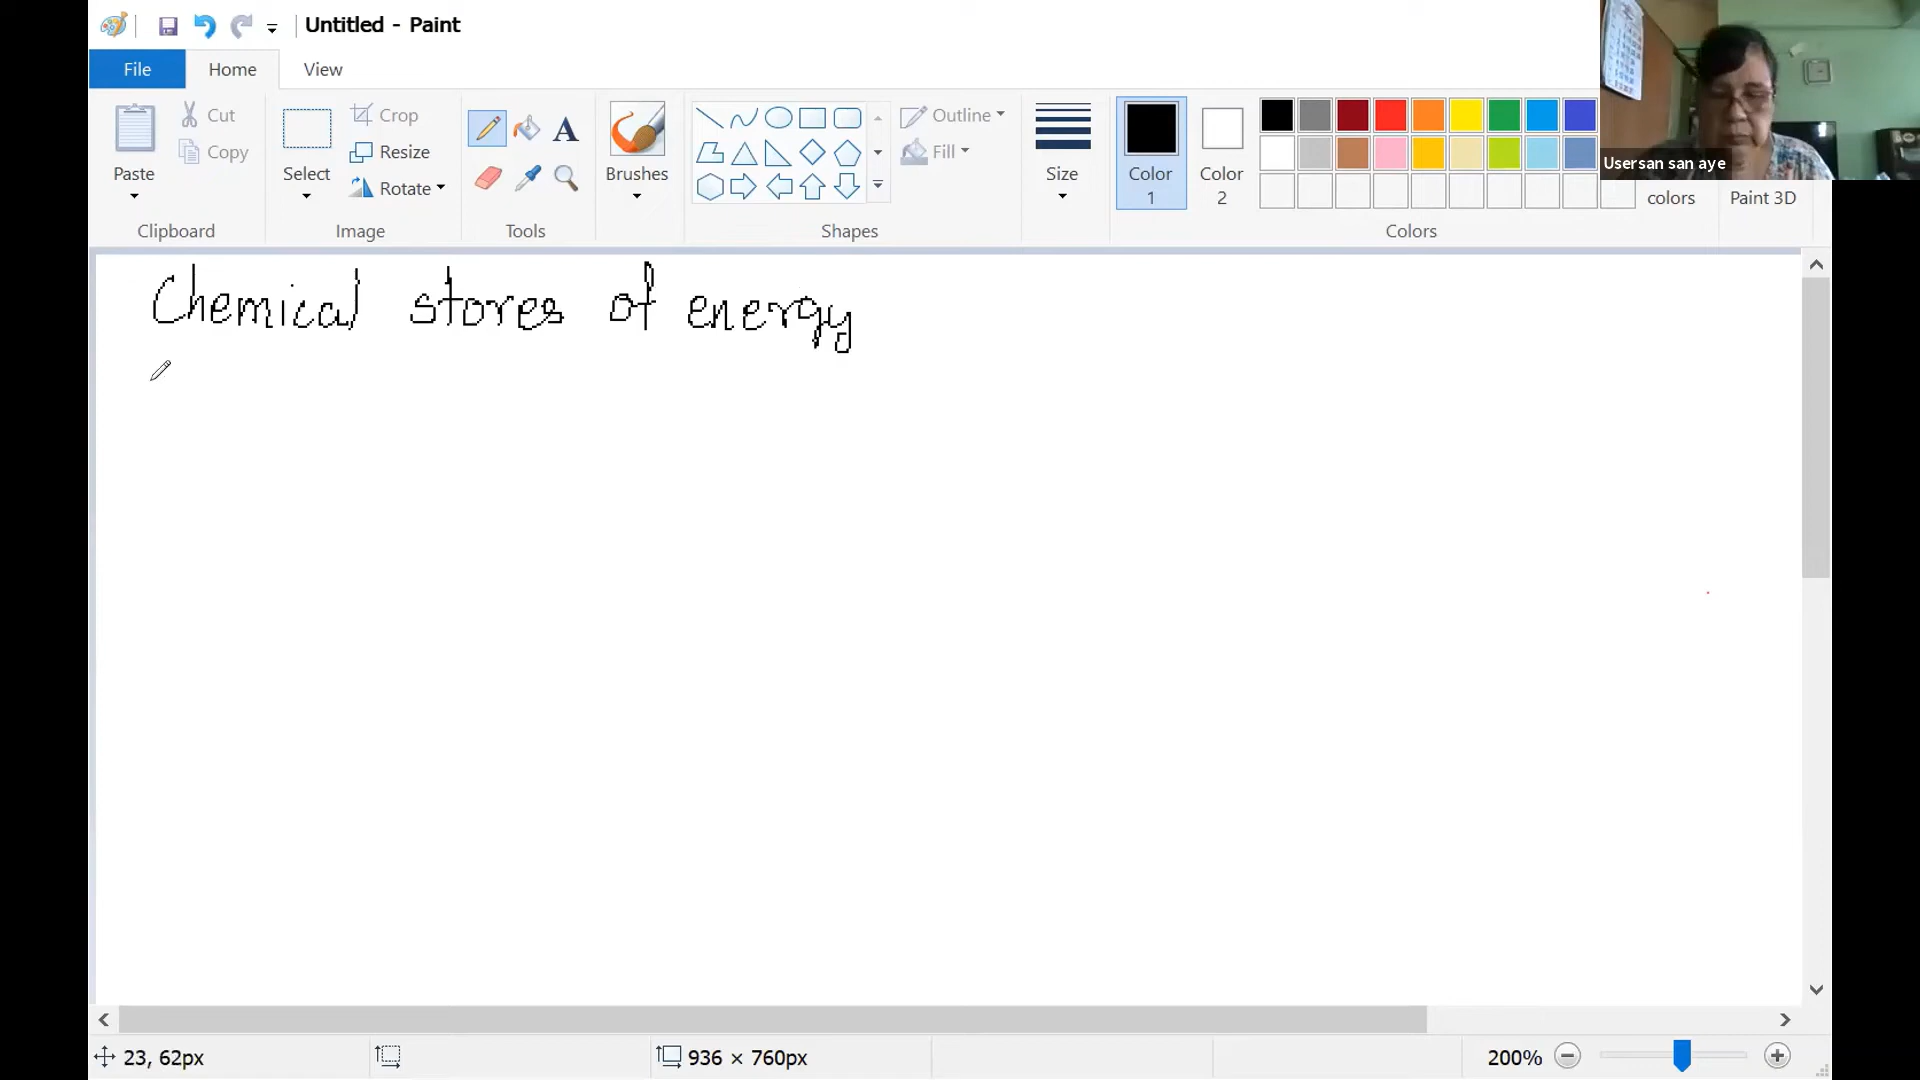 Untitled - Paint
File Home View
Cut
Copy
Paste
Clipboard
Select
Crop
Resize
Rotate
Image
A
Tools
Brushes
Outline
Fill
Shapes
Size
Color 1
Color 2
Colors
colors
Paint 3D
Usersan san aye
Chemical stores of energy
23, 62px
936 × 760px
200%